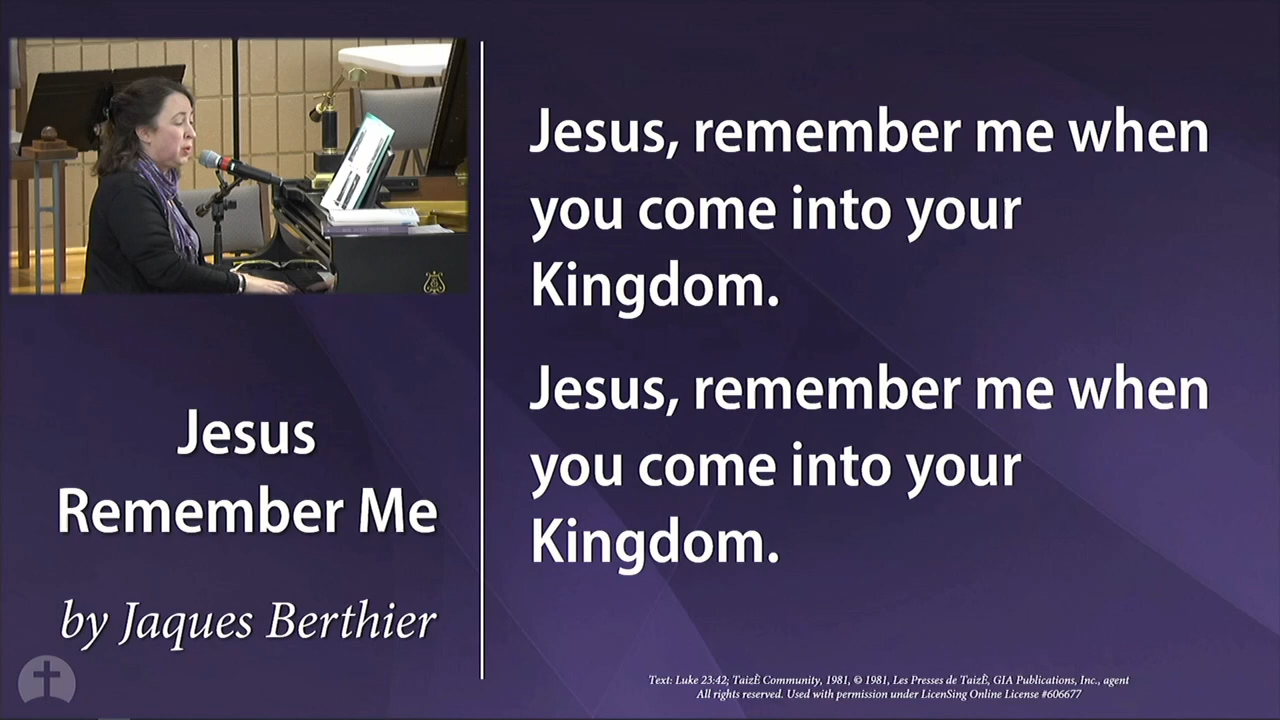 Jesus
Remember Me
by Jaques Berthier
Jesus, remember me when
you come into your
Kingdom.
Jesus, remember me when
you come into your
Kingdom.
Text: Luke 23:42; TaizÈ Community, 1981, © 1981, Les Presses de TaizÈ, GIA Publications, Inc., agent
All rights reserved. Used with permission under LicenSing Online License #606677